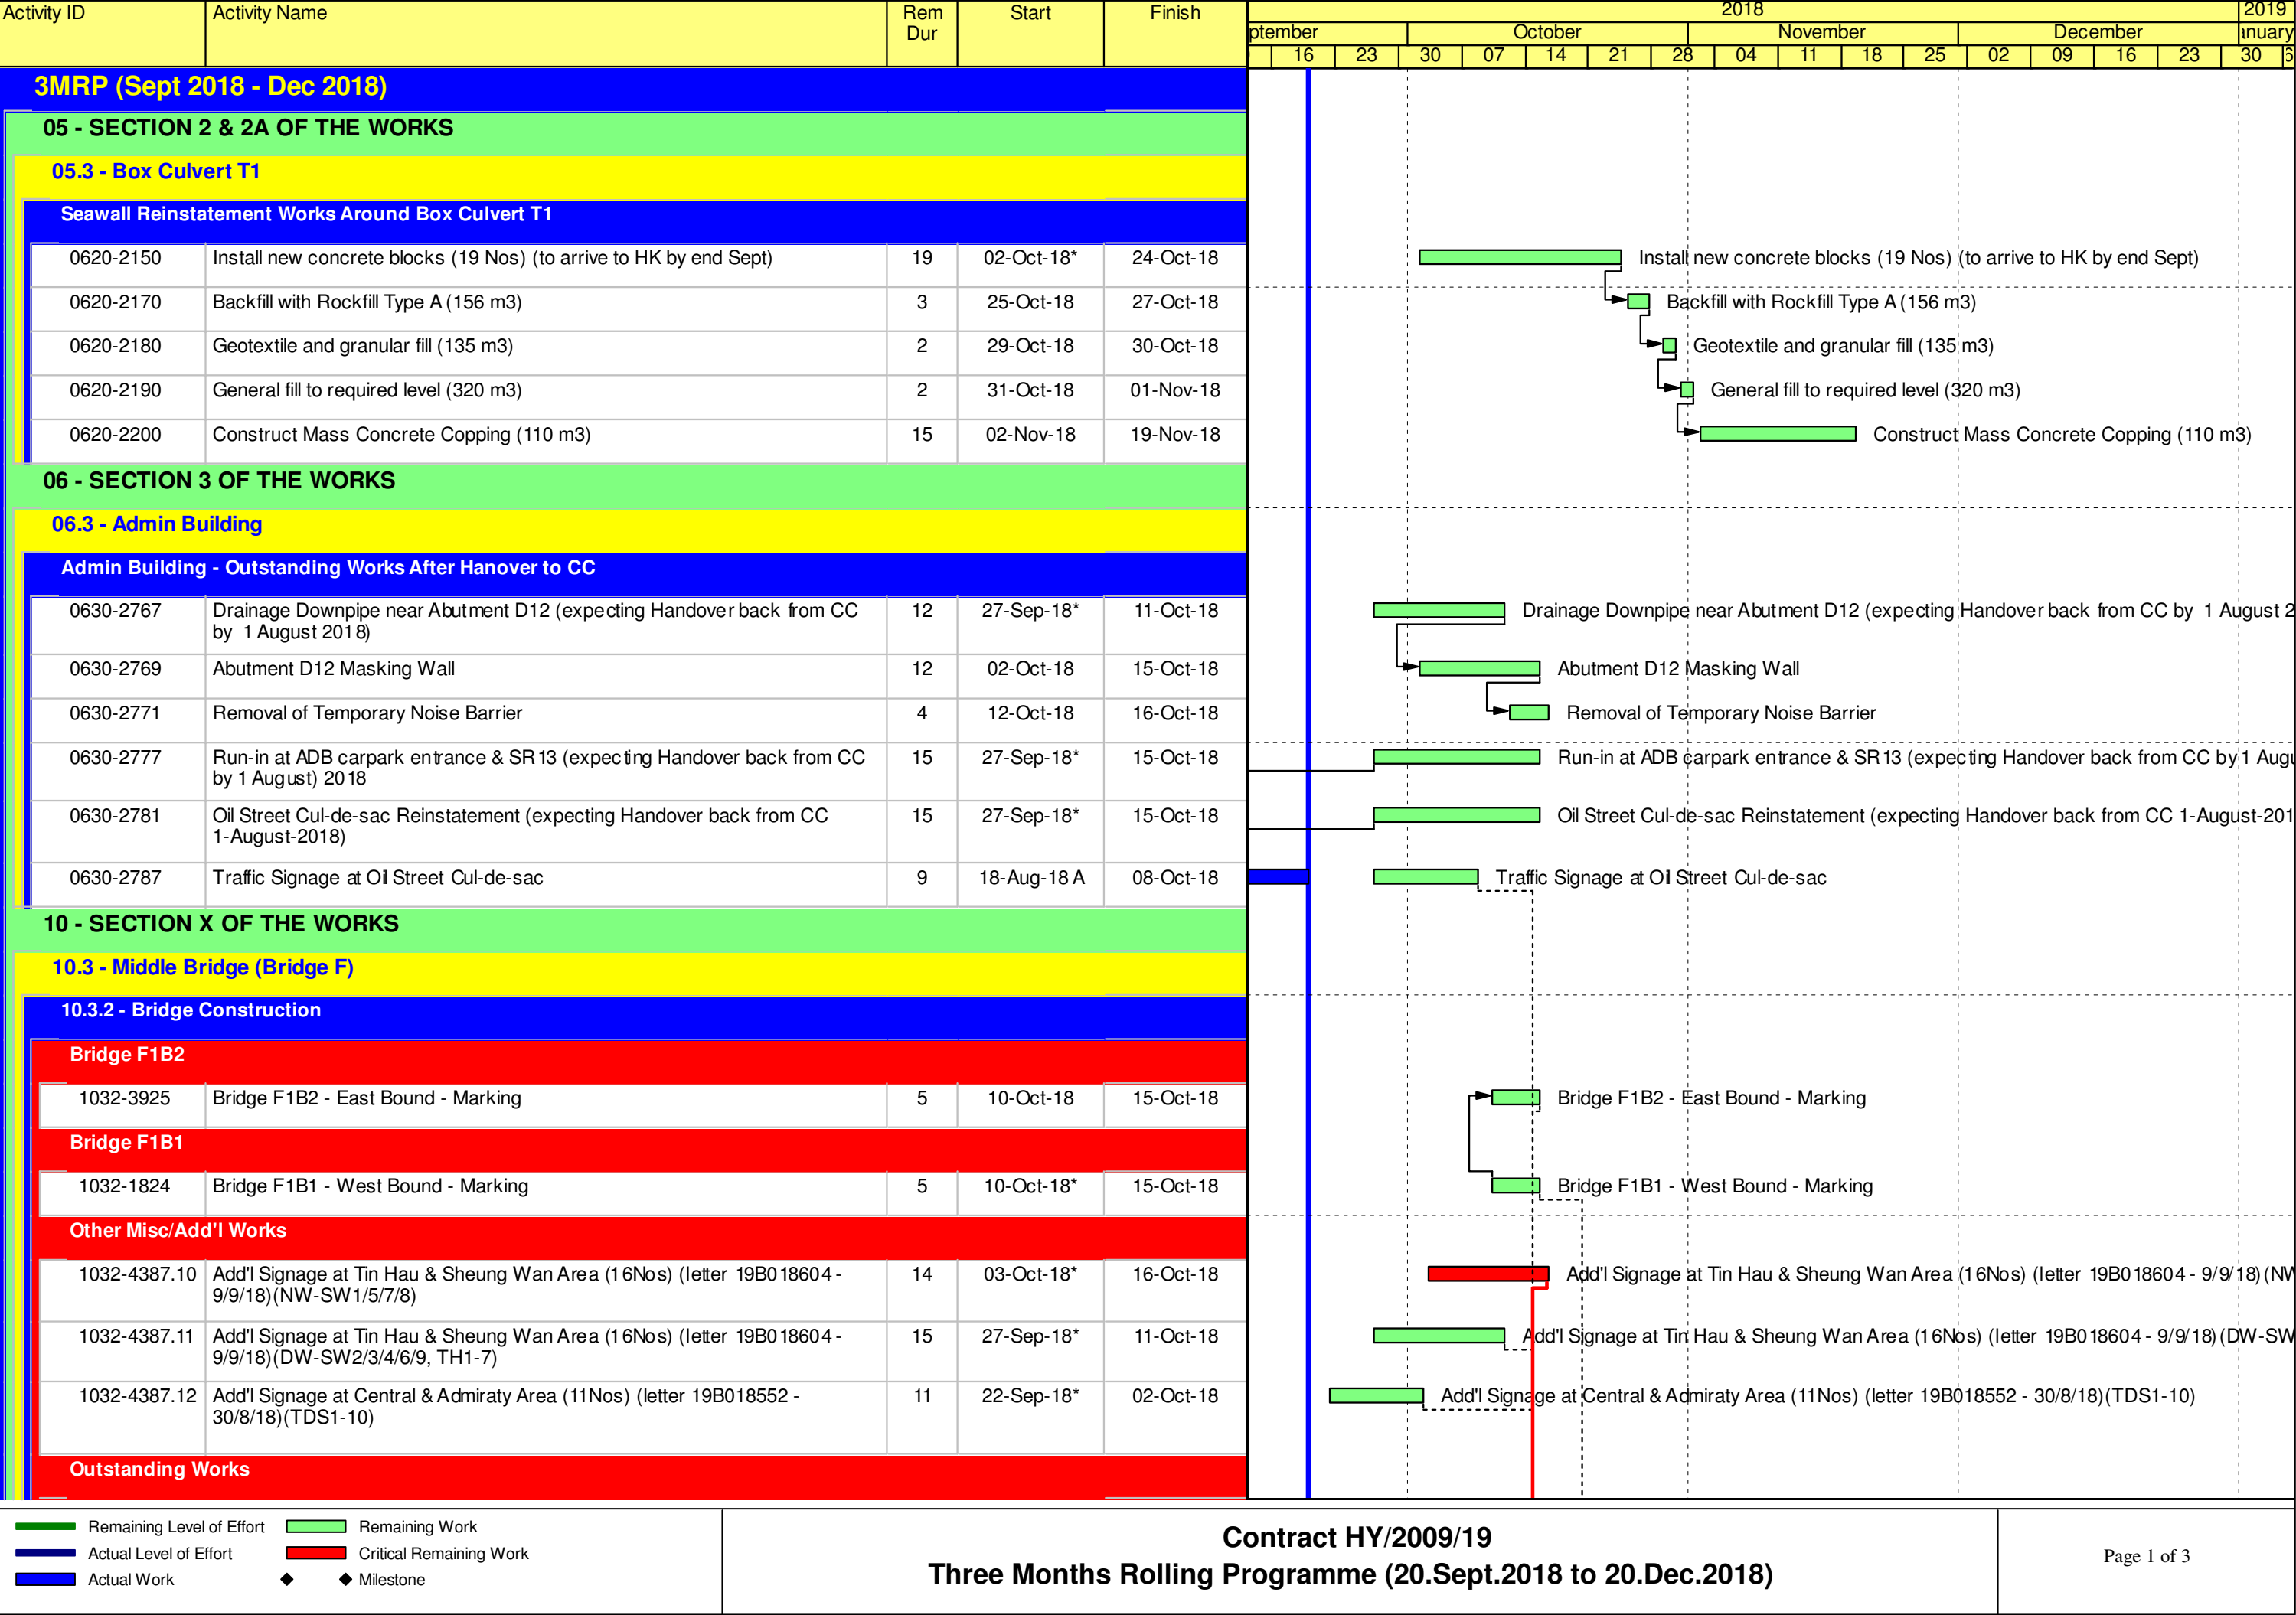 Activity ID Activity Name Rem Dur Start Finish
2018 2019
ptember October November December anuary
16 23 30 07 14 21 28 04 11 18 25 02 09 16 23 30 6
3MRP (Sept 2018 - Dec 2018)
05 - SECTION 2 & 2A OF THE WORKS
05.3 - Box Culvert T1
Seawall Reinstatement Works Around Box Culvert T1
0620-2150 Install new concrete blocks (19 Nos) (to arrive to HK by end Sept) 19 02-Oct-18* 24-Oct-18 Install new concrete blocks (19 Nos) (to arrive to HK by end Sept)
0620-2170 Backfill with Rockfill Type A (156 m3) 3 25-Oct-18 27-Oct-18 Backfill with Rockfill Type A (156 m3)
0620-2180 Geotextile and granular fill (135 m3) 2 29-Oct-18 30-Oct-18 Geotextile and granular fill (135 m3)
0620-2190 General fill to required level (320 m3) 2 31-Oct-18 01-Nov-18 General fill to required level (320 m3)
0620-2200 Construct Mass Concrete Copping (110 m3) 15 02-Nov-18 19-Nov-18 Construct Mass Concrete Copping (110 m3)
06 - SECTION 3 OF THE WORKS
06.3 - Admin Building
Admin Building - Outstanding Works After Hanover to CC
0630-2767 Drainage Downpipe near Abutment D12 (expecting Handover back from CC 12 27-Sep-18* 11-Oct-18 Drainage Downpipe near Abutment D12 (expecting Handover back from CC by 1 August 2
by 1 August 2018)
0630-2769 Abutment D12 Masking Wall 12 02-Oct-18 15-Oct-18 Abutment D12 Masking Wall
0630-2771 Removal of Temporary Noise Barrier 4 12-Oct-18 16-Oct-18 Removal of Temporary Noise Barrier
0630-2777 Run-in at ADB carpark entrance & SR13 (expecting Handover back from CC 15 27-Sep-18* 15-Oct-18 Run-in at ADB carpark entrance & SR13 (expecting Handover back from CC by 1 Augu
by 1 August) 2018
0630-2781 Oil Street Cul-de-sac Reinstatement (expecting Handover back from CC 15 27-Sep-18* 15-Oct-18 Oil Street Cul-de-sac Reinstatement (expecting Handover back from CC 1-August-201
1-August-2018)
0630-2787 Traffic Signage at Oil Street Cul-de-sac 9 18-Aug-18 A 08-Oct-18 Traffic Signage at Oil Street Cul-de-sac
10 - SECTION X OF THE WORKS
10.3 - Middle Bridge (Bridge F)
10.3.2 - Bridge Construction
Bridge F1B2
1032-3925 Bridge F1B2 - East Bound - Marking 5 10-Oct-18 15-Oct-18 Bridge F1B2 - East Bound - Marking
Bridge F1B1
1032-1824 Bridge F1B1 - West Bound - Marking 5 10-Oct-18* 15-Oct-18 Bridge F1B1 - West Bound - Marking
Other Misc/Add'l Works
1032-4387.10 Add'l Signage at Tin Hau & Sheung Wan Area (16Nos) (letter 19B018604 - 14 03-Oct-18* 16-Oct-18 Add'l Signage at Tin Hau & Sheung Wan Area (16Nos) (letter 19B018604 - 9/9/18)(NW
9/9/18)(NW-SW1/5/7/8)
1032-4387.11 Add'l Signage at Tin Hau & Sheung Wan Area (16Nos) (letter 19B018604 - 15 27-Sep-18* 11-Oct-18 Add'l Signage at Tin Hau & Sheung Wan Area (16Nos) (letter 19B018604 - 9/9/18)(DW-SW
9/9/18)(DW-SW2/3/4/6/9, TH1-7)
1032-4387.12 Add'l Signage at Central & Admiraty Area (11Nos) (letter 19B018552 - 11 22-Sep-18* 02-Oct-18 Add'l Signage at Central & Admiraty Area (11Nos) (letter 19B018552 - 30/8/18)(TDS1-10)
30/8/18)(TDS1-10)
Outstanding Works
Remaining Level of Effort Remaining Work
Actual Level of Effort Critical Remaining Work
Actual Work Milestone
Contract HY/2009/19
Three Months Rolling Programme (20.Sept.2018 to 20.Dec.2018)
Page 1 of 3